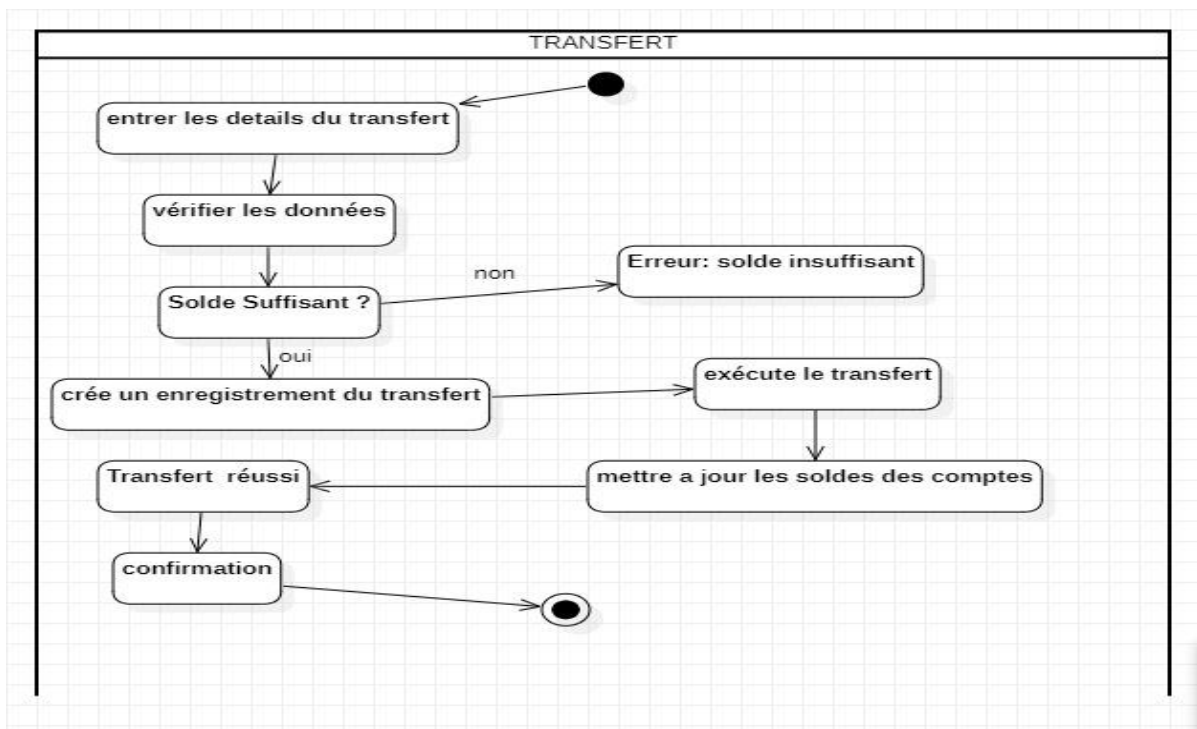 TRANSFERT
entrer les details du transfert
vérifier les données
Erreur: solde insuffisant
non
Solde Suffisant ?
oui
crée un enregistrement du transfert
exécute le transfert
Transfert réussi
mettre a jour les soldes des comptes
confirmation